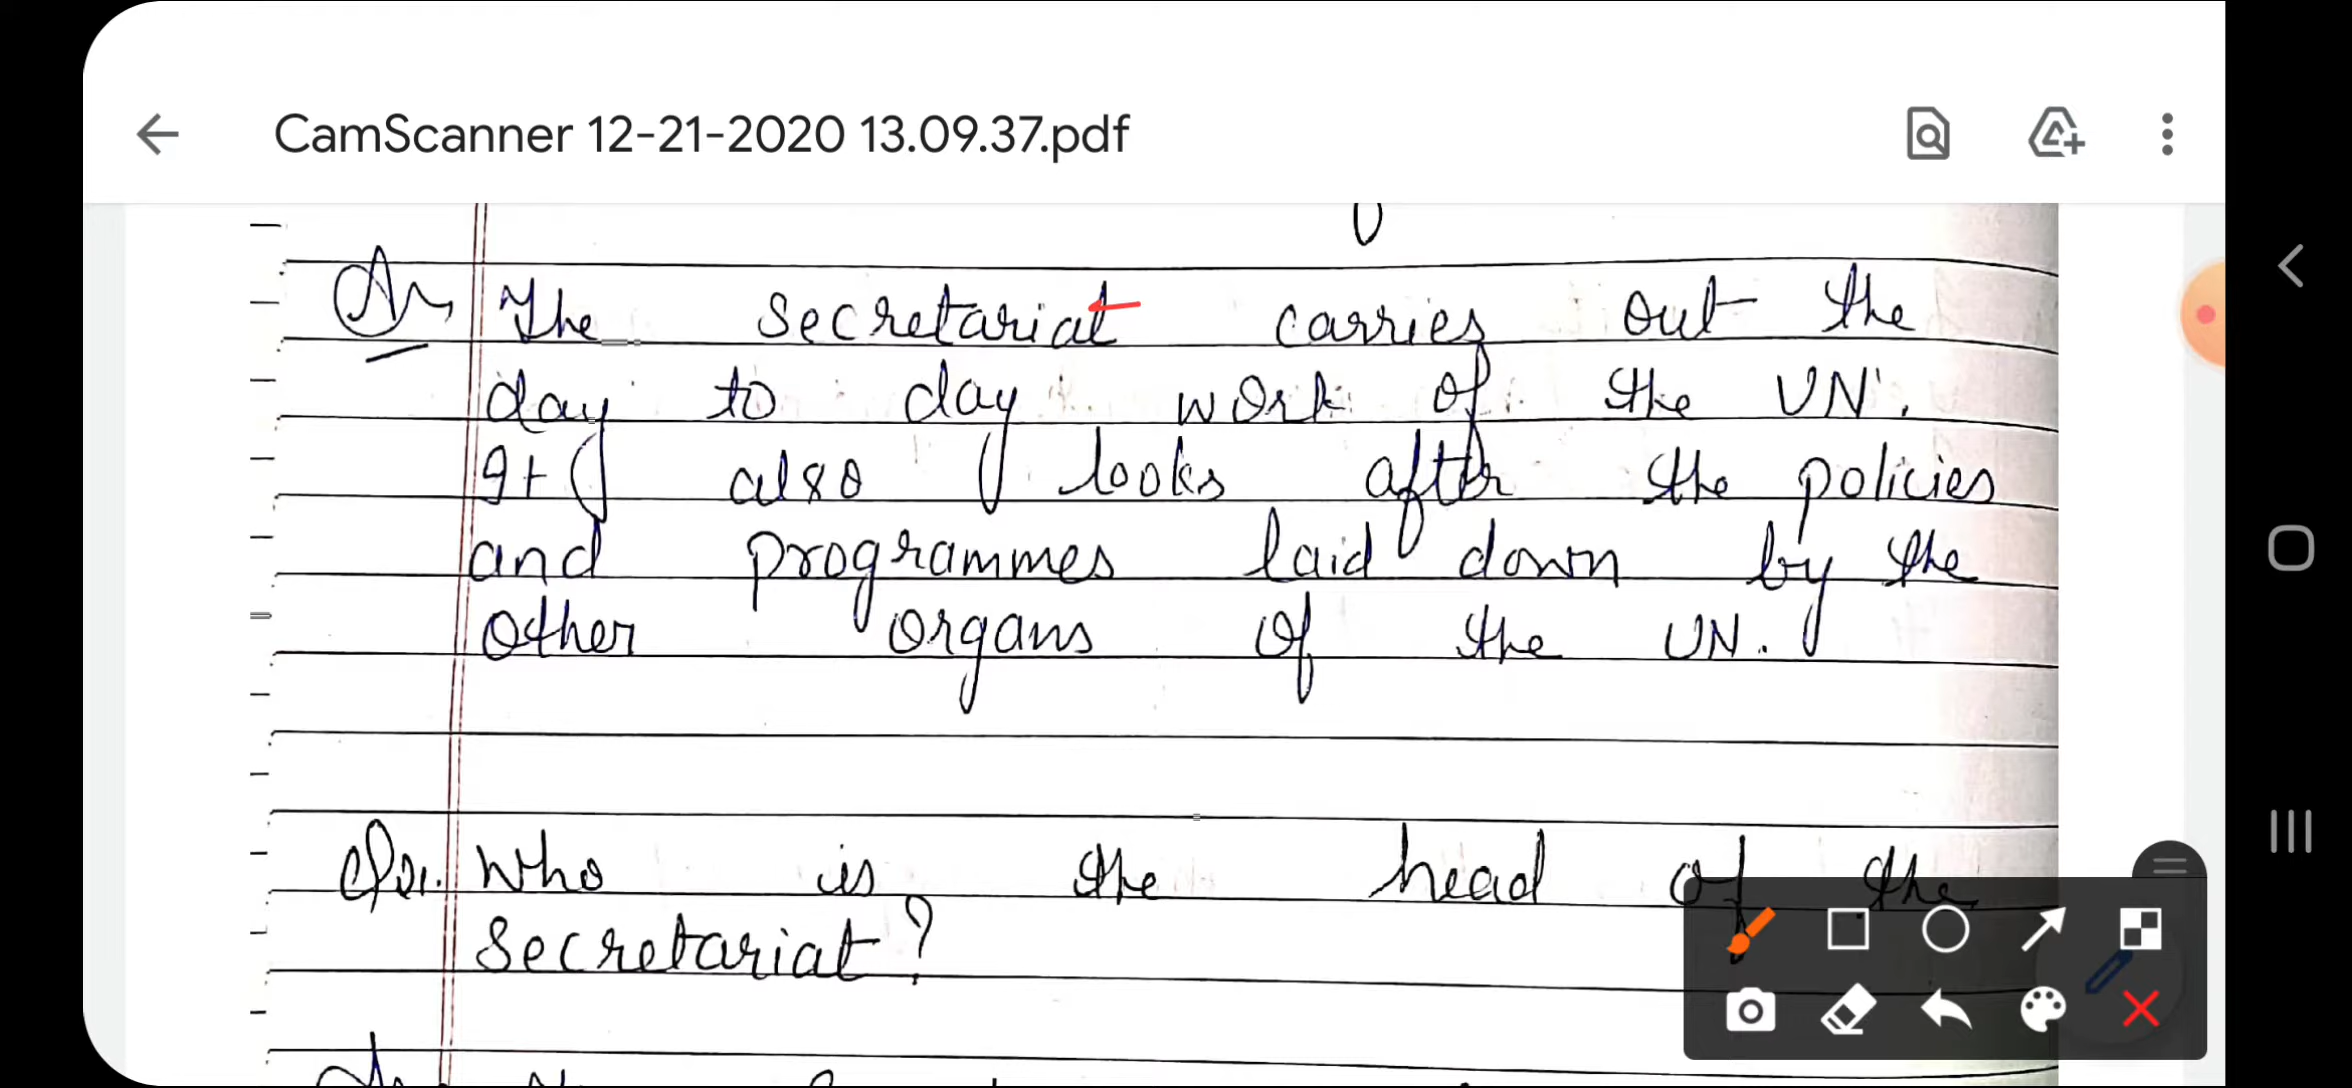 CamScanner 12-21-2020 13.09.37.pdf
Ans The secretariat carries out the
day to day work of the UN.
It also looks after the policies
and programmes laid down by the
other organs of the UN.
Who is the head of the
secretariat?